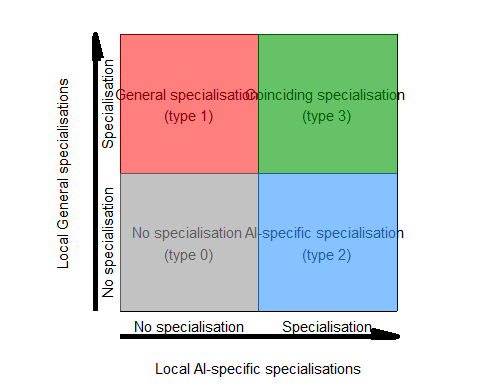 Local General specialisations
Specialisation
No specialisation
General specialisation
(type 1)
Coinciding specialisation
(type 3)
No specialisation
(type 0)
AI-specific specialisation
(type 2)
No specialisation
Specialisation
Local AI-specific specialisations